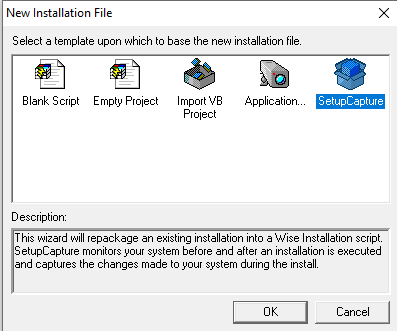 New Installation File
Select a template upon which to base the new installation file.
Blank Script Empty Project Import VB Project Application... SetupCapture
Description:
This wizard will repackage an existing installation into a Wise Installation script.
SetupCapture monitors your system before and after an installation is executed
and captures the changes made to your system during the install.
OK Cancel